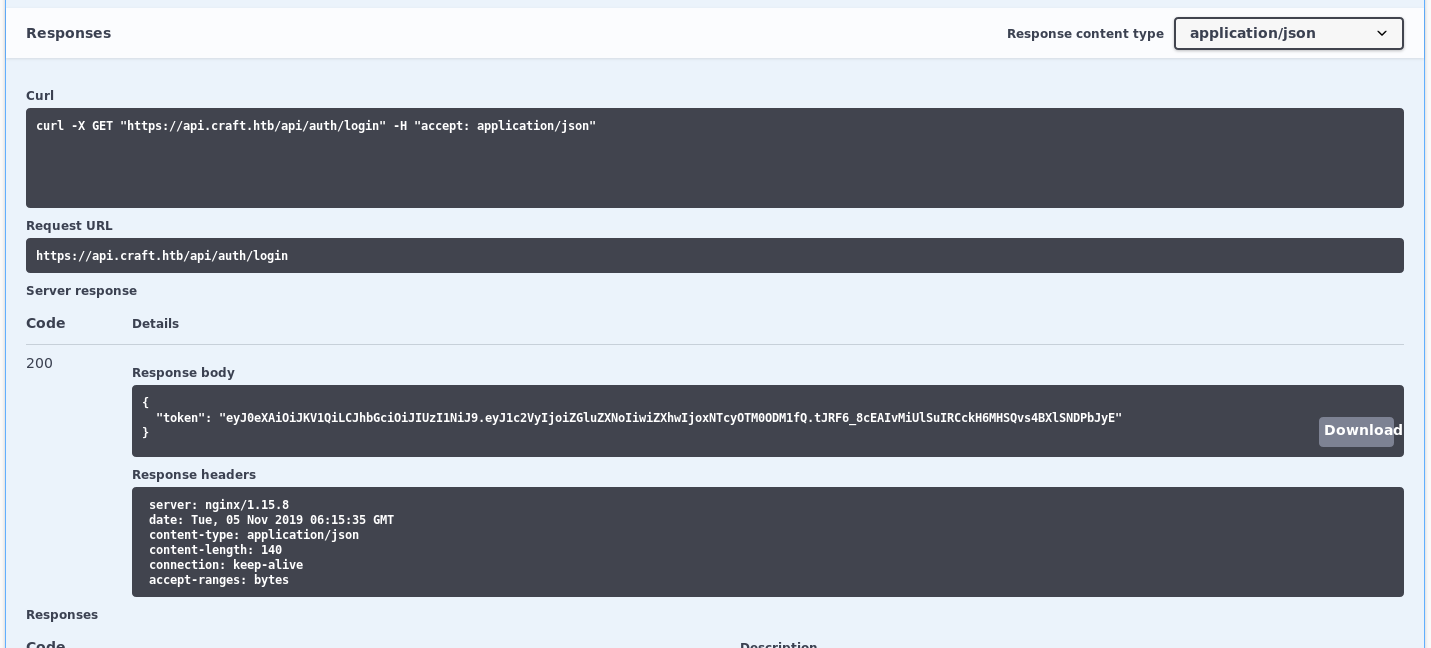 Responses
Response content type
application/json
Curl
curl -X GET "https://api.craft.htb/api/auth/login" -H "accept: application/json"
Request URL
https://api.craft.htb/api/auth/login
Server response
Code
Details
200
Response body
{
"token": "eyJ0eXAiOiJKV1QiLCJhbGciOiJIUzI1NiJ9.eyJ1c2VyIjoiZGluZXNoIiwiZXhwIjoxNTcyOTM0ODM1fQ.tJRF6_8cEAIvMiUlSuIRCckH6MHSQvs4BXlSNDPbJyE"
}
Download
Response headers
server: nginx/1.15.8
date: Tue, 05 Nov 2019 06:15:35 GMT
content-type: application/json
content-length: 140
connection: keep-alive
accept-ranges: bytes
Responses
Code
Description